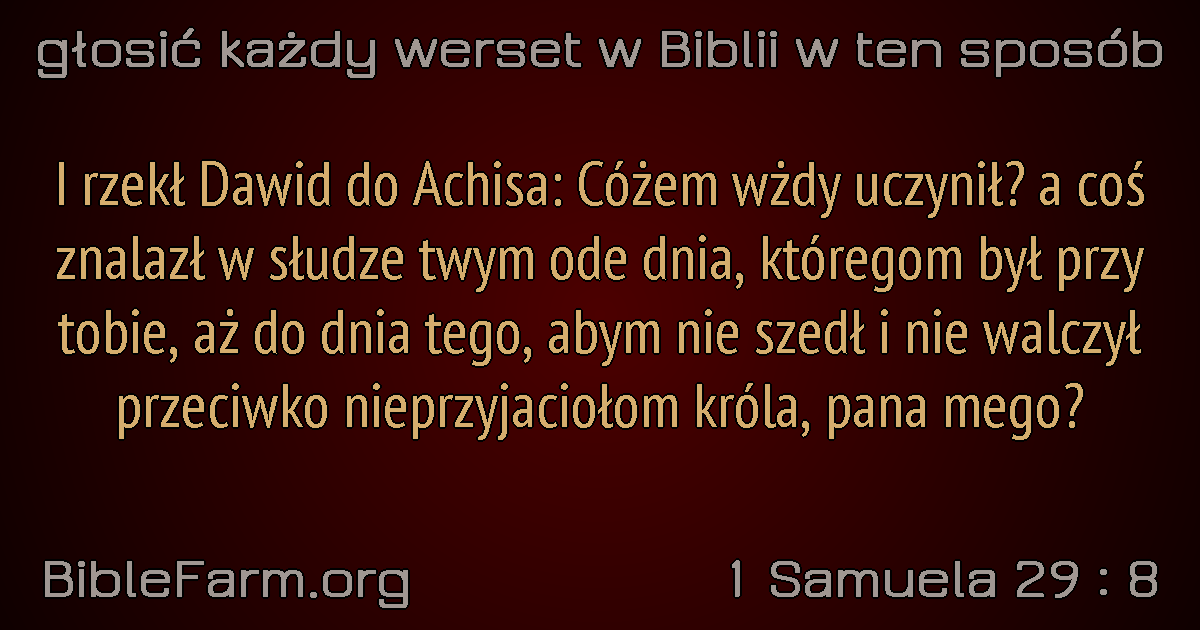 głosić każdy werset w Biblii w ten sposób
I rzekł Dawid do Achisa: Cóżem wżdy uczynił? a coś
znalazł w słudze twym ode dnia, któregom był przy
tobie, aż do dnia tego, abym nie szedł i nie walczył
przeciwko nieprzyjaciołom króla, pana mego?
BibleFarm.org
1 Samuela 29 : 8